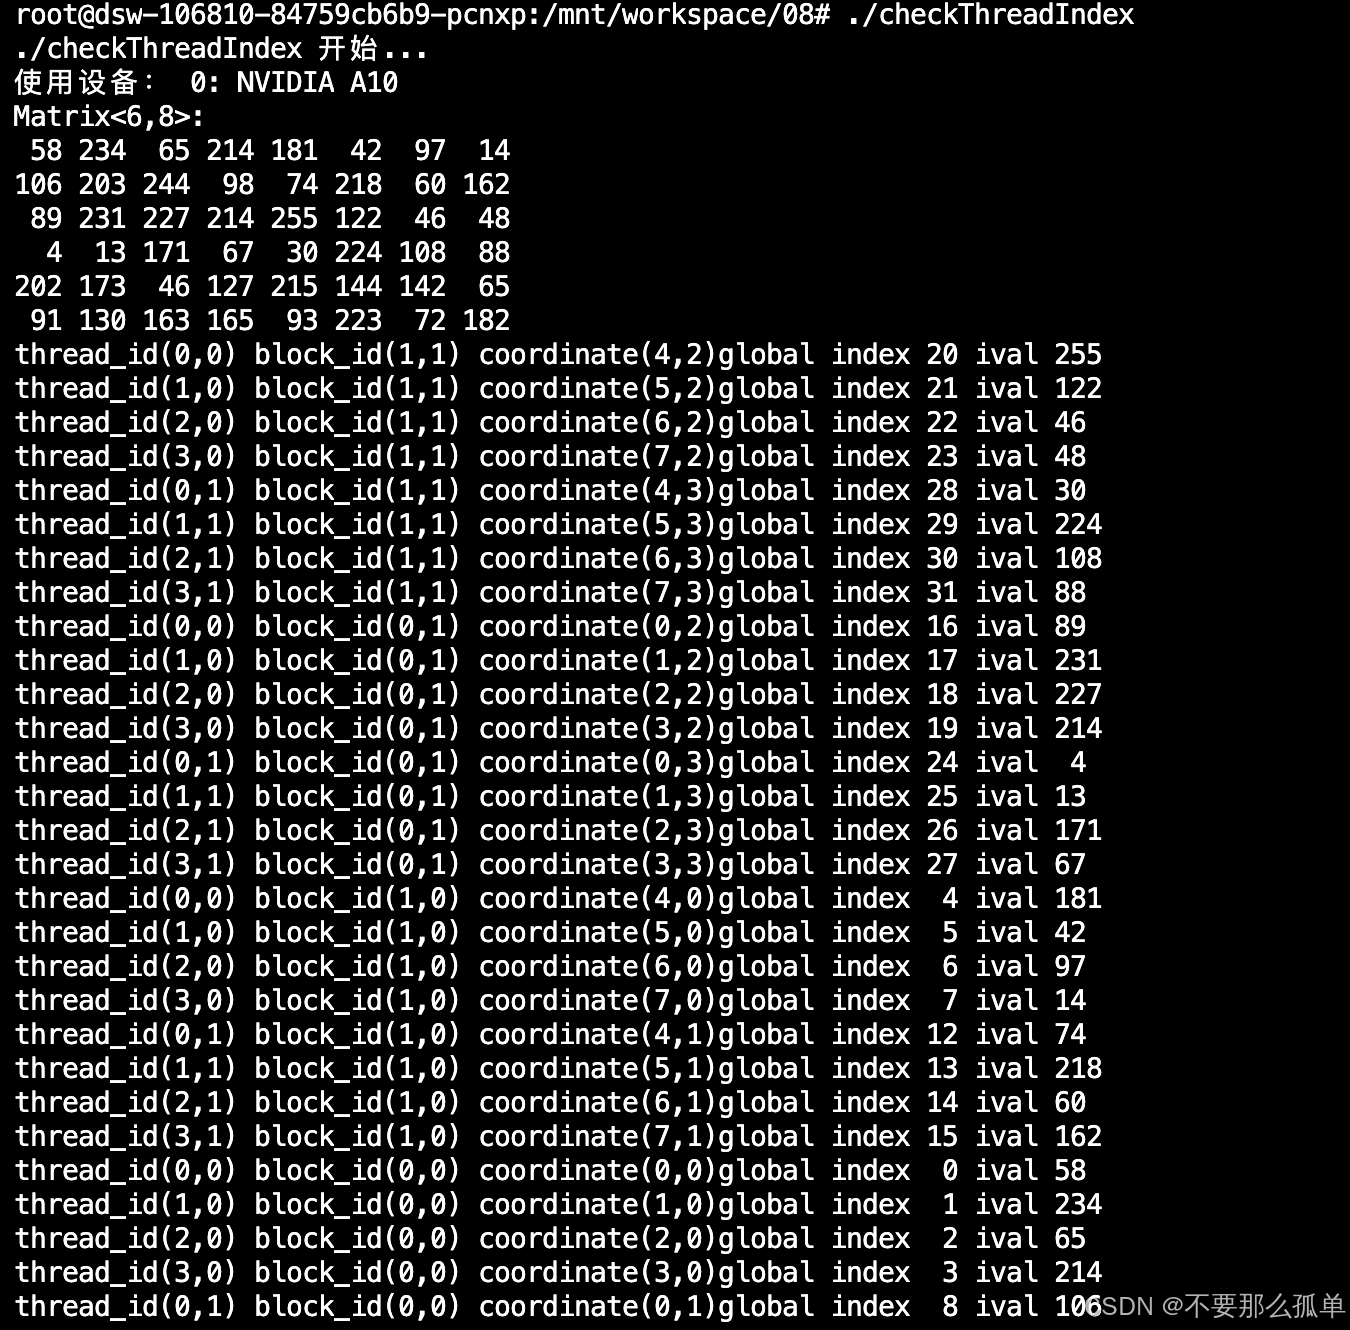 root@dsw-106810-84759cb6b9-pcnxp:/mnt/workspace/08# ./checkThreadIndex
./checkThreadIndex 开始...
使用设备： 0: NVIDIA A10
Matrix<6,8>:
 58 234  65 214 181  42  97  14
106 203 244  98  74 218  60 162
 89 231 227 214 255 122  46  48
  4  13 171  67  30 224 108  88
202 173  46 127 215 144 142  65
 91 130 163 165  93 223  72 182
thread_id(0,0) block_id(1,1) coordinate(4,2)global index 20 ival 255
thread_id(1,0) block_id(1,1) coordinate(5,2)global index 21 ival 122
thread_id(2,0) block_id(1,1) coordinate(6,2)global index 22 ival 46
thread_id(3,0) block_id(1,1) coordinate(7,2)global index 23 ival 48
thread_id(0,1) block_id(1,1) coordinate(4,3)global index 28 ival 30
thread_id(1,1) block_id(1,1) coordinate(5,3)global index 29 ival 224
thread_id(2,1) block_id(1,1) coordinate(6,3)global index 30 ival 108
thread_id(3,1) block_id(1,1) coordinate(7,3)global index 31 ival 88
thread_id(0,0) block_id(0,1) coordinate(0,2)global index 16 ival 89
thread_id(1,0) block_id(0,1) coordinate(1,2)global index 17 ival 231
thread_id(2,0) block_id(0,1) coordinate(2,2)global index 18 ival 227
thread_id(3,0) block_id(0,1) coordinate(3,2)global index 19 ival 214
thread_id(0,1) block_id(0,1) coordinate(0,3)global index 24 ival  4
thread_id(1,1) block_id(0,1) coordinate(1,3)global index 25 ival 13
thread_id(2,1) block_id(0,1) coordinate(2,3)global index 26 ival 171
thread_id(3,1) block_id(0,1) coordinate(3,3)global index 27 ival 67
thread_id(0,0) block_id(1,0) coordinate(4,0)global index  4 ival 181
thread_id(1,0) block_id(1,0) coordinate(5,0)global index  5 ival 42
thread_id(2,0) block_id(1,0) coordinate(6,0)global index  6 ival 97
thread_id(3,0) block_id(1,0) coordinate(7,0)global index  7 ival 14
thread_id(0,1) block_id(1,0) coordinate(4,1)global index 12 ival 74
thread_id(1,1) block_id(1,0) coordinate(5,1)global index 13 ival 218
thread_id(2,1) block_id(1,0) coordinate(6,1)global index 14 ival 60
thread_id(3,1) block_id(1,0) coordinate(7,1)global index 15 ival 162
thread_id(0,0) block_id(0,0) coordinate(0,0)global index  0 ival 58
thread_id(1,0) block_id(0,0) coordinate(1,0)global index  1 ival 234
thread_id(2,0) block_id(0,0) coordinate(2,0)global index  2 ival 65
thread_id(3,0) block_id(0,0) coordinate(3,0)global index  3 ival 214
thread_id(0,1) block_id(0,0) coordinate(0,1)global index  8 ival 106
CSDN @不要那么孤单